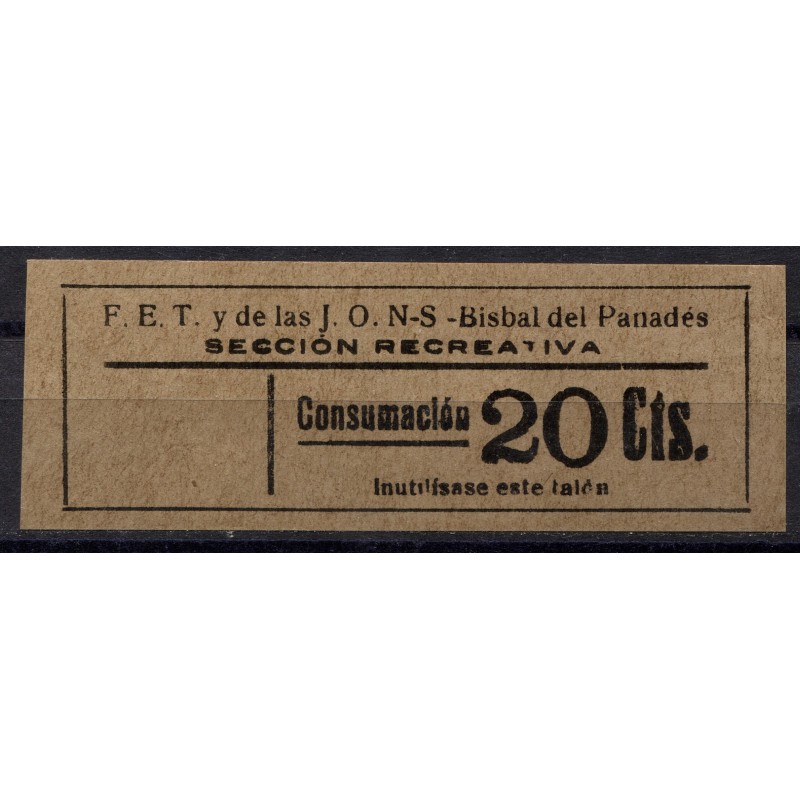 F. E. T. y de las J. O. N-S -Bisbal del Panadés
SECCIÓN RECREATIVA
Consumación 20 Cts.
Inutilísase este talón